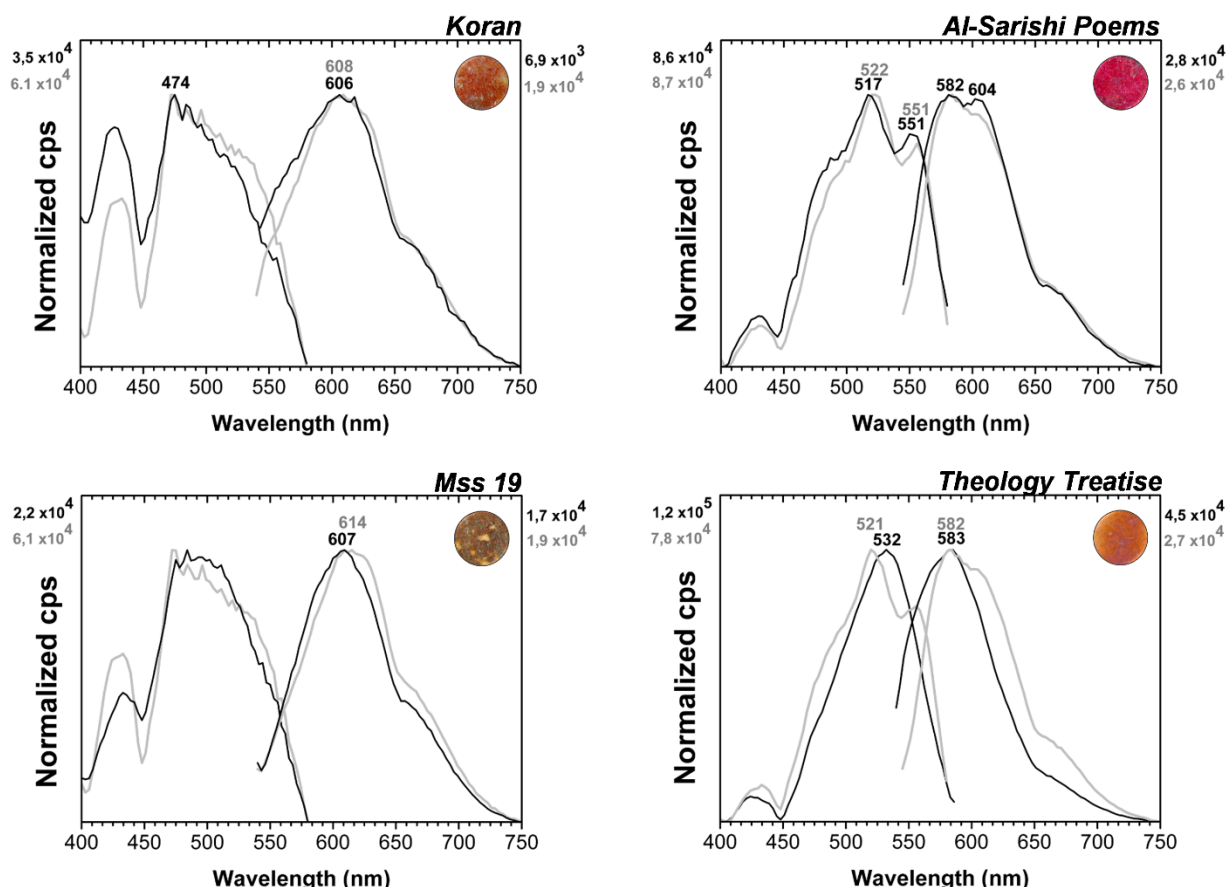 Koran
3,5 x10⁴
6.1 x10⁴
6,9 x10³
1,9 x10⁴
474
608
606
Normalized cps
400 450 500 550 600 650 700 750
Wavelength (nm)
Al-Sarishi Poems
8,6 x10⁴
8,7 x10⁴
2,8 x10⁴
2,6 x10⁴
522
517
551
551
582 604
Normalized cps
400 450 500 550 600 650 700 750
Wavelength (nm)
Mss 19
2,2 x10⁴
6,1 x10⁴
1,7 x10⁴
1,9 x10⁴
614
607
Normalized cps
400 450 500 550 600 650 700 750
Wavelength (nm)
Theology Treatise
1,2 x10⁵
7,8 x10⁴
4,5 x10⁴
2,7 x10⁴
521
532
582
583
Normalized cps
400 450 500 550 600 650 700 750
Wavelength (nm)